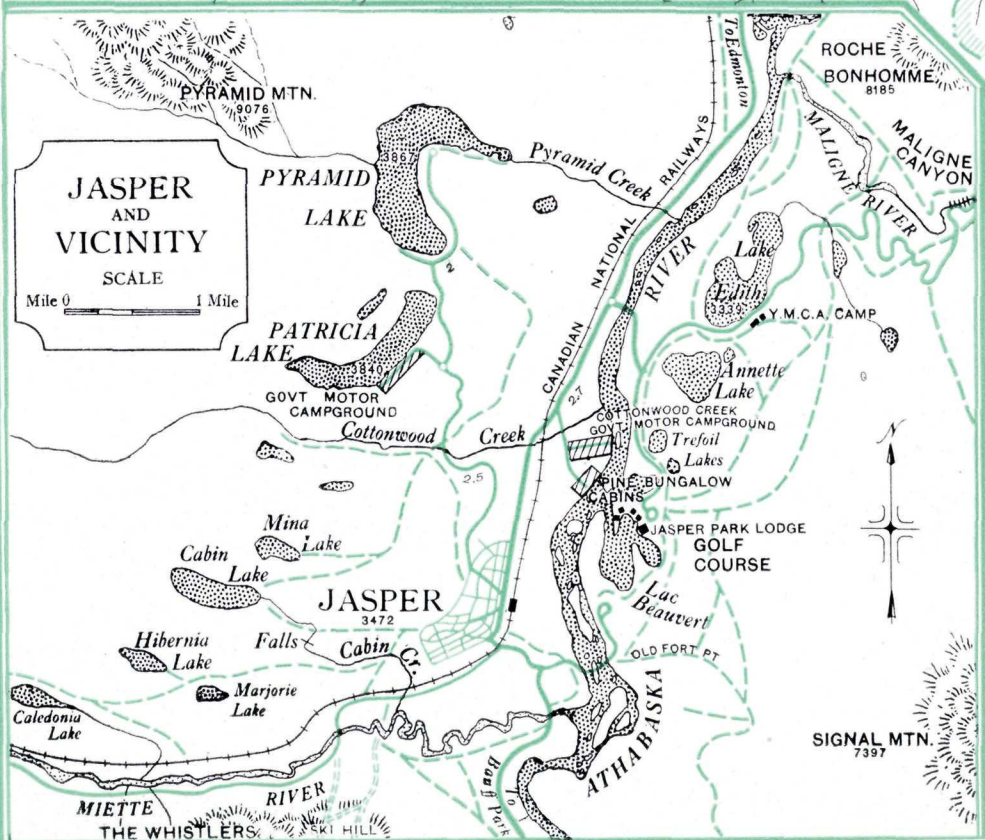 To Edmonton
ROCHE
BONHOMME
8185
PYRAMID MTN.
9076
MALIGNE
CANYON
MALIGNE
RIVER
JASPER
AND
VICINITY
SCALE
Mile 0 1 Mile
PYRAMID
LAKE
3867
Pyramid Creek
CANADIAN NATIONAL RAILWAYS
RIVER
Lake
Edith
3339
Y.M.C.A. CAMP
2
PATRICIA
LAKE
3840
GOVT MOTOR
CAMPGROUND
Annette
Lake
2.7
COTTONWOOD CREEK
GOVT. MOTOR CAMPGROUND
Cottonwood Creek
Trefoil
Lakes
2.5
PINE BUNGALOW
CABINS
N
JASPER PARK LODGE
GOLF
COURSE
Mina
Lake
Cabin
Lake
Lac
Beauvert
JASPER
3472
Falls
Cabin Cr.
Hibernia
Lake
OLD FORT PT
Marjorie
Lake
Caledonia
Lake
ATHABASKA
SIGNAL MTN.
7397
To Banff Park
MIETTE RIVER
THE WHISTLERS
SKI HILL